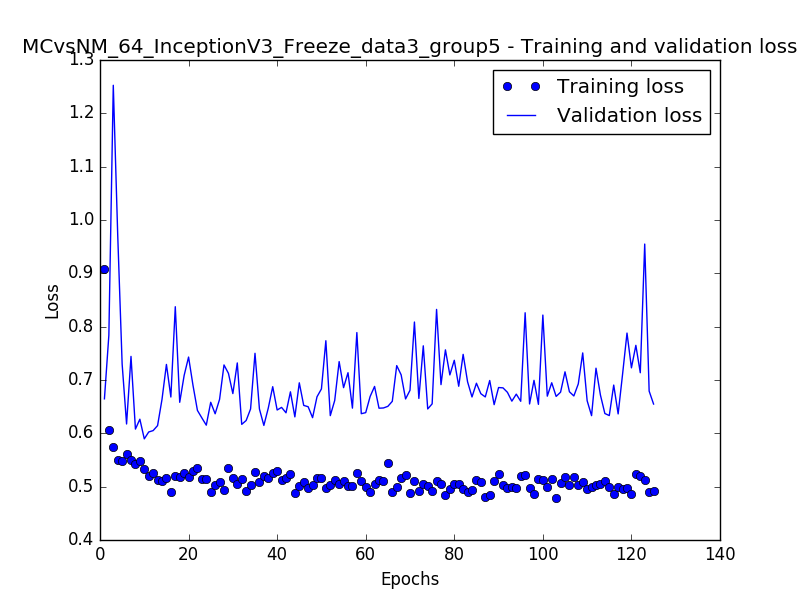 MCvsNM_64_InceptionV3_Freeze_data3_group5 - Training and validation loss
1.3
1.2
1.1
1.0
0.9
0.8
0.7
0.6
0.5
0.4
Loss
Training loss
Validation loss
0 20 40 60 80 100 120 140
Epochs